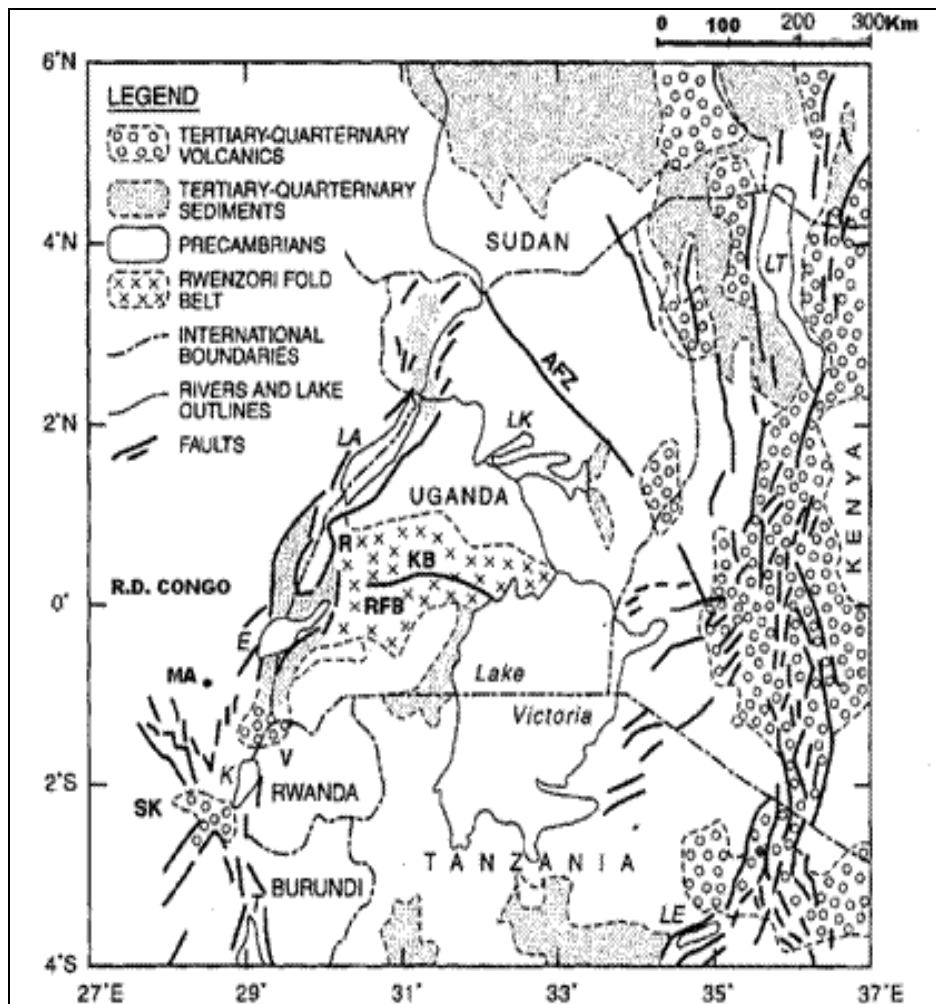 0 100 200 300Km
6°N
LEGEND
TERTIARY-QUARTERNARY
VOLCANICS
TERTIARY-QUARTERNARY
SEDIMENTS
PRECAMBRIANS
RWENZORI FOLD
BELT
INTERNATIONAL
BOUNDARIES
RIVERS AND LAKE
OUTLINES
FAULTS
SUDAN
4°N
LT
AFZ
2°N
LK
LA
UGANDA
KENYA
R
KB
R.D. CONGO
RFB
0°
E
MA
Lake
Victoria
V
K
2°S
RWANDA
SK
TANZANIA
BURUNDI
LE
4°S
27°E 29° 31° 33° 35° 37°E